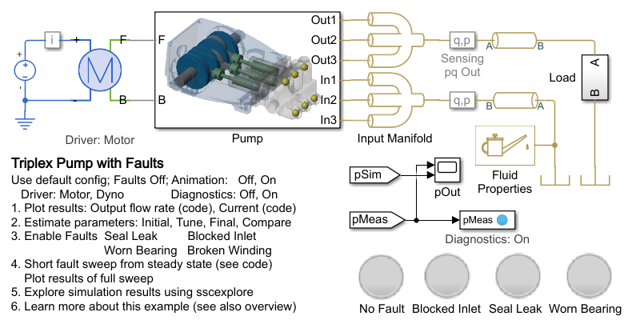 i
+
-
+
-
F
B
M
F
B
Out1
Out2
Out3
In1
In2
In3
q,p
Sensing
pq Out
A
B
q,p
B
A
Load
A
B
Driver: Motor
Pump
Input Manifold
Fluid
Properties
Triplex Pump with Faults
Use default config; Faults Off; Animation: Off, On
Driver: Motor, Dyno Diagnostics: Off, On
1. Plot results: Output flow rate (code), Current (code)
2. Estimate parameters: Initial, Tune, Final, Compare
3. Enable Faults Seal Leak Blocked Inlet
Worn Bearing Broken Winding
4. Short fault sweep from steady state (see code)
Plot results of full sweep
5. Explore simulation results using sscexplore
6. Learn more about this example (see also overview)
pSim
pOut
pMeas
pMeas
Diagnostics: On
No Fault Blocked Inlet Seal Leak Worn Bearing